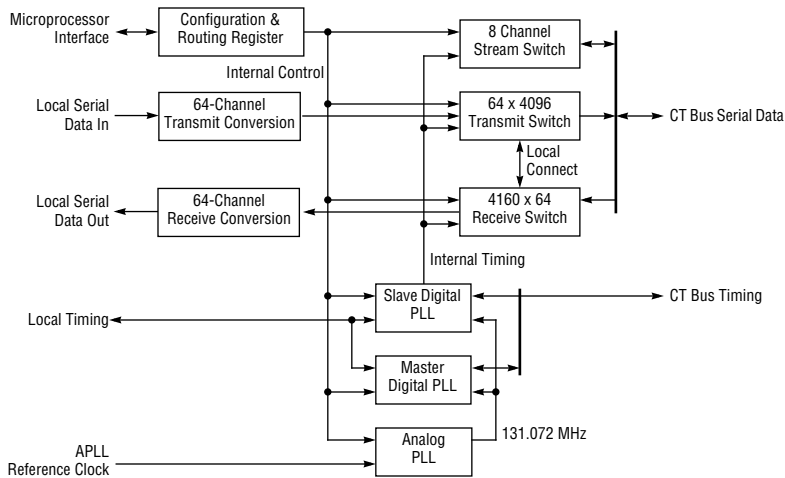 Microprocessor
Interface
Configuration &
Routing Register
8 Channel
Stream Switch
Internal Control
Local Serial
Data In
64-Channel
Transmit Conversion
64 x 4096
Transmit Switch
CT Bus Serial Data
Local
Connect
Local Serial
Data Out
64-Channel
Receive Conversion
4160 x 64
Receive Switch
Internal Timing
Slave Digital
PLL
CT Bus Timing
Local Timing
Master
Digital PLL
131.072 MHz
APLL
Reference Clock
Analog
PLL